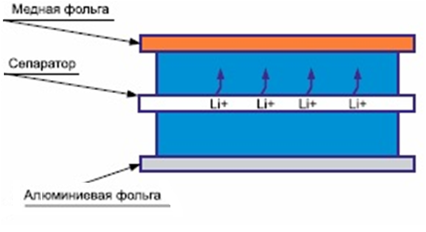 Медная фольга
Сепаратор
Li+ Li+ Li+ Li+
Алюминиевая фольга